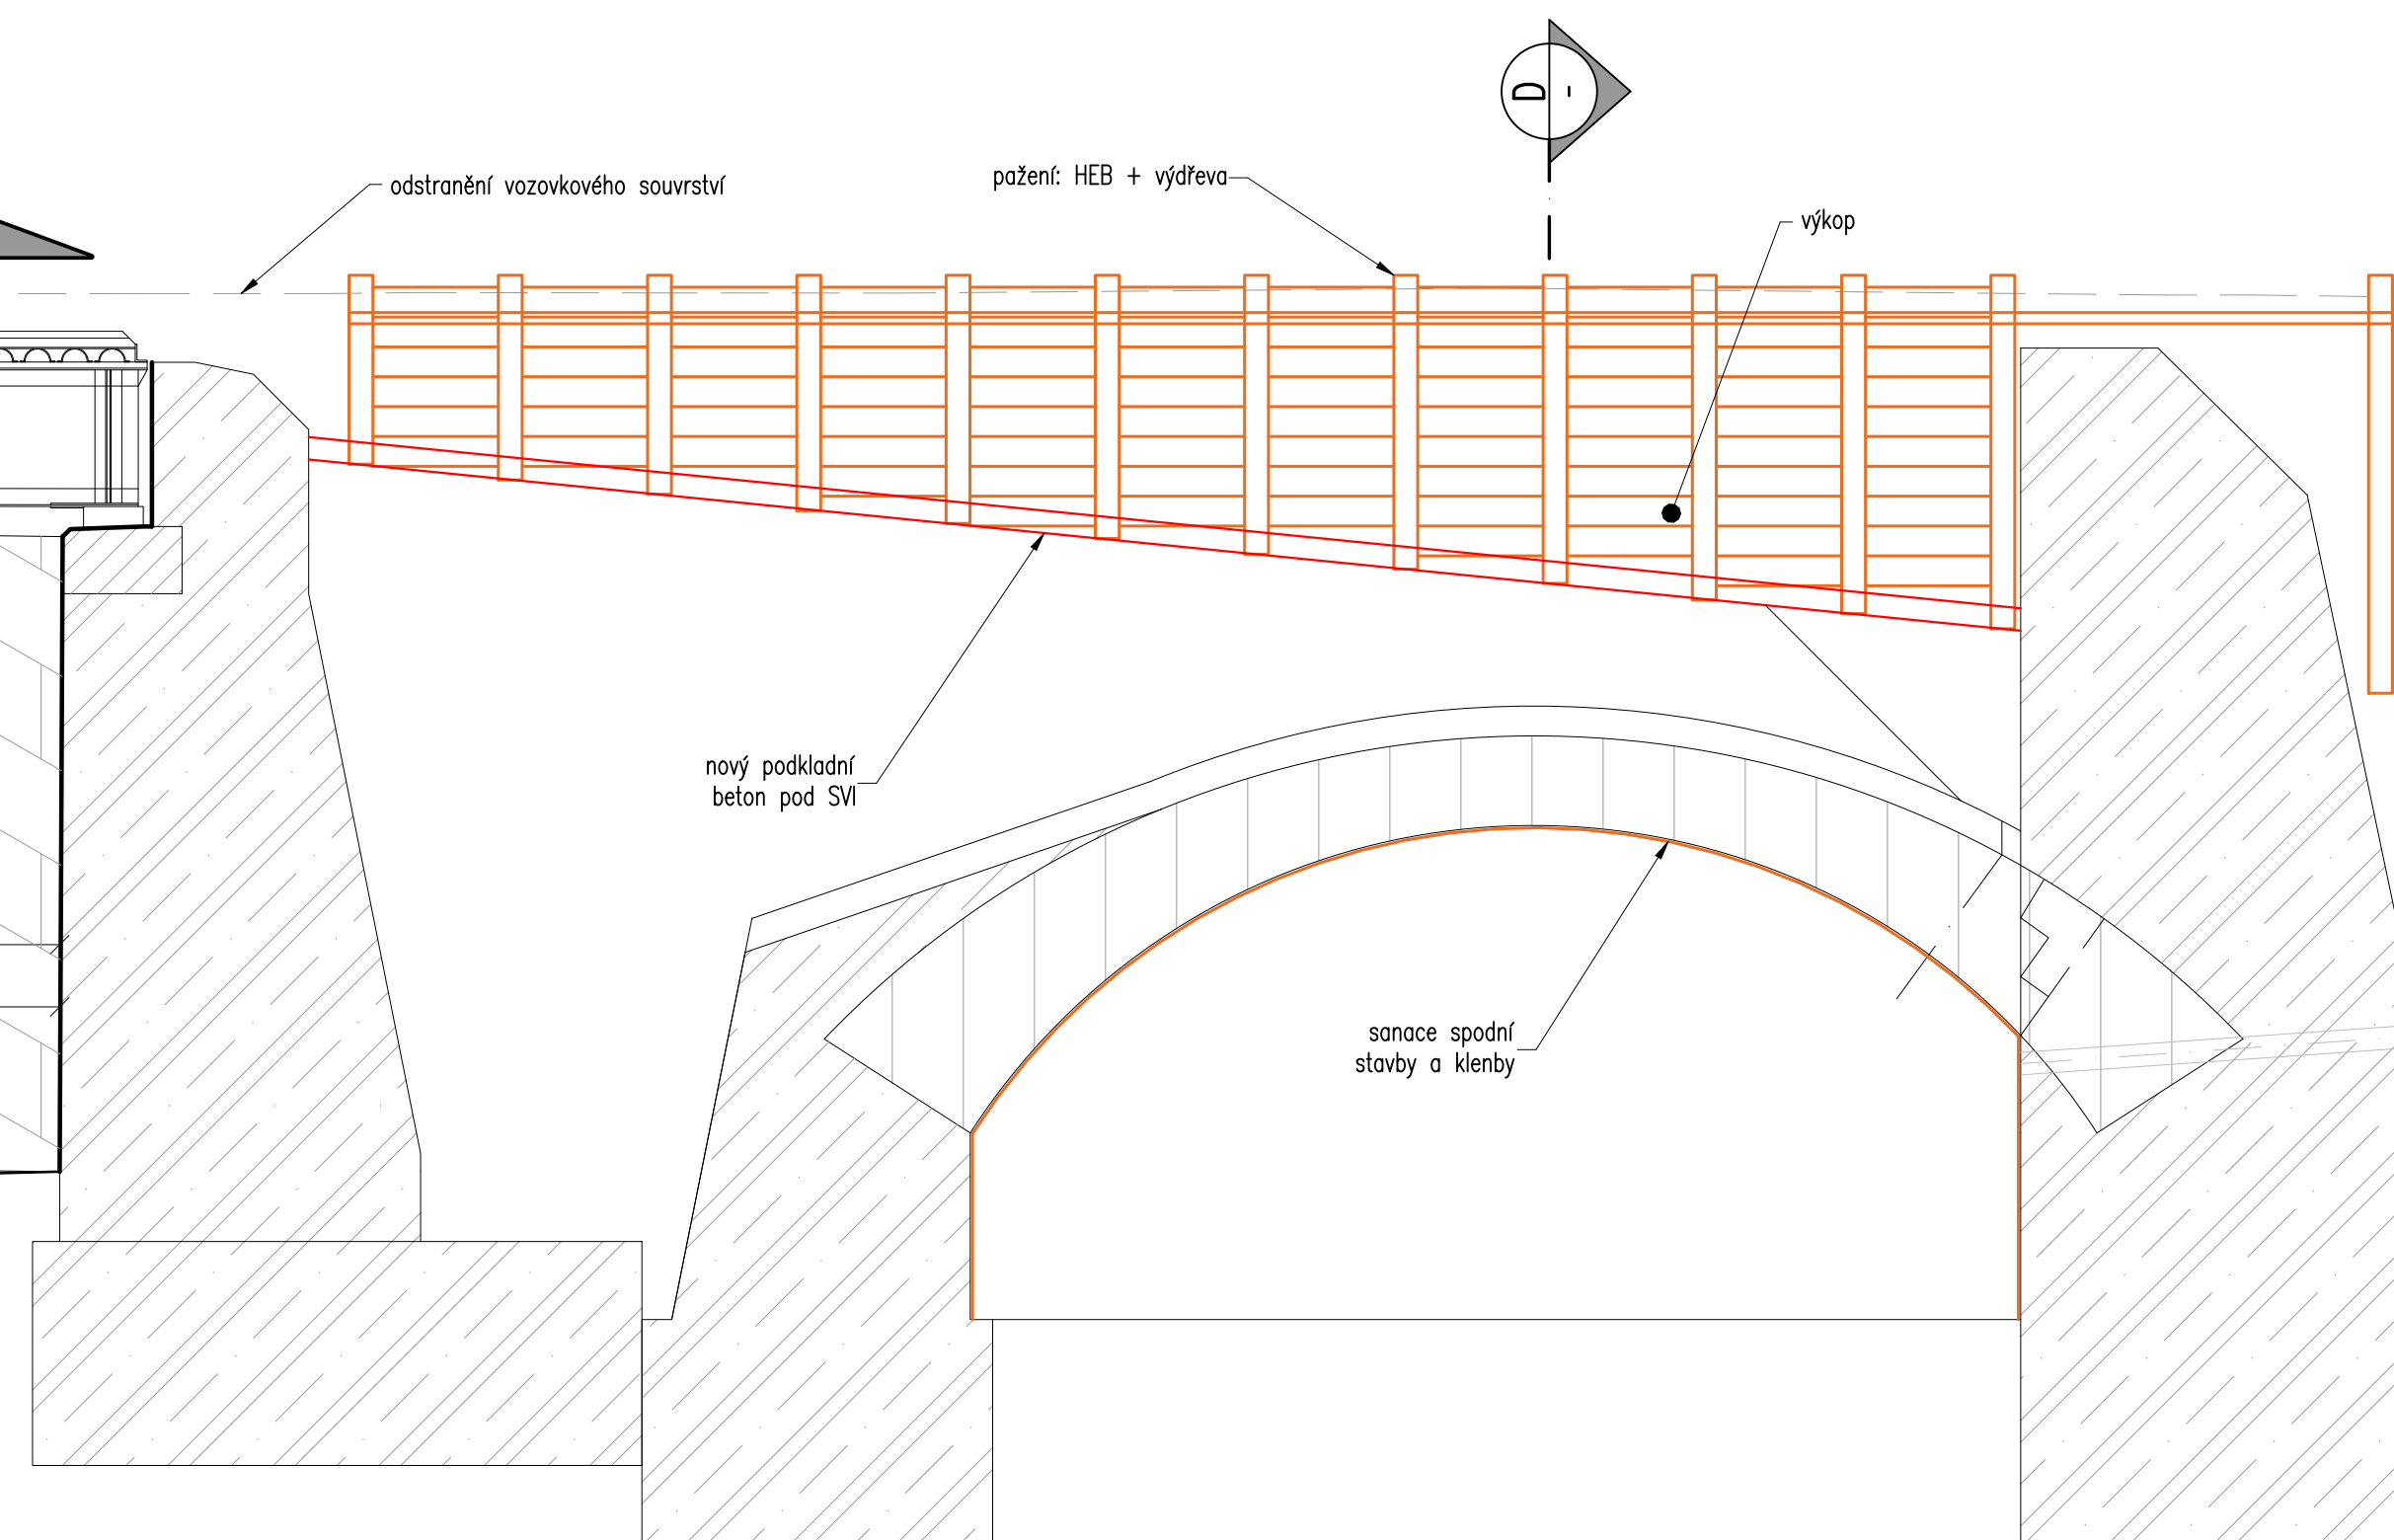 D
-
pažení: HEB + výdřeva
odstranění vozovkového souvrství
výkop
nový podkladní
beton pod SVI
sanace spodní
stavby a klenby